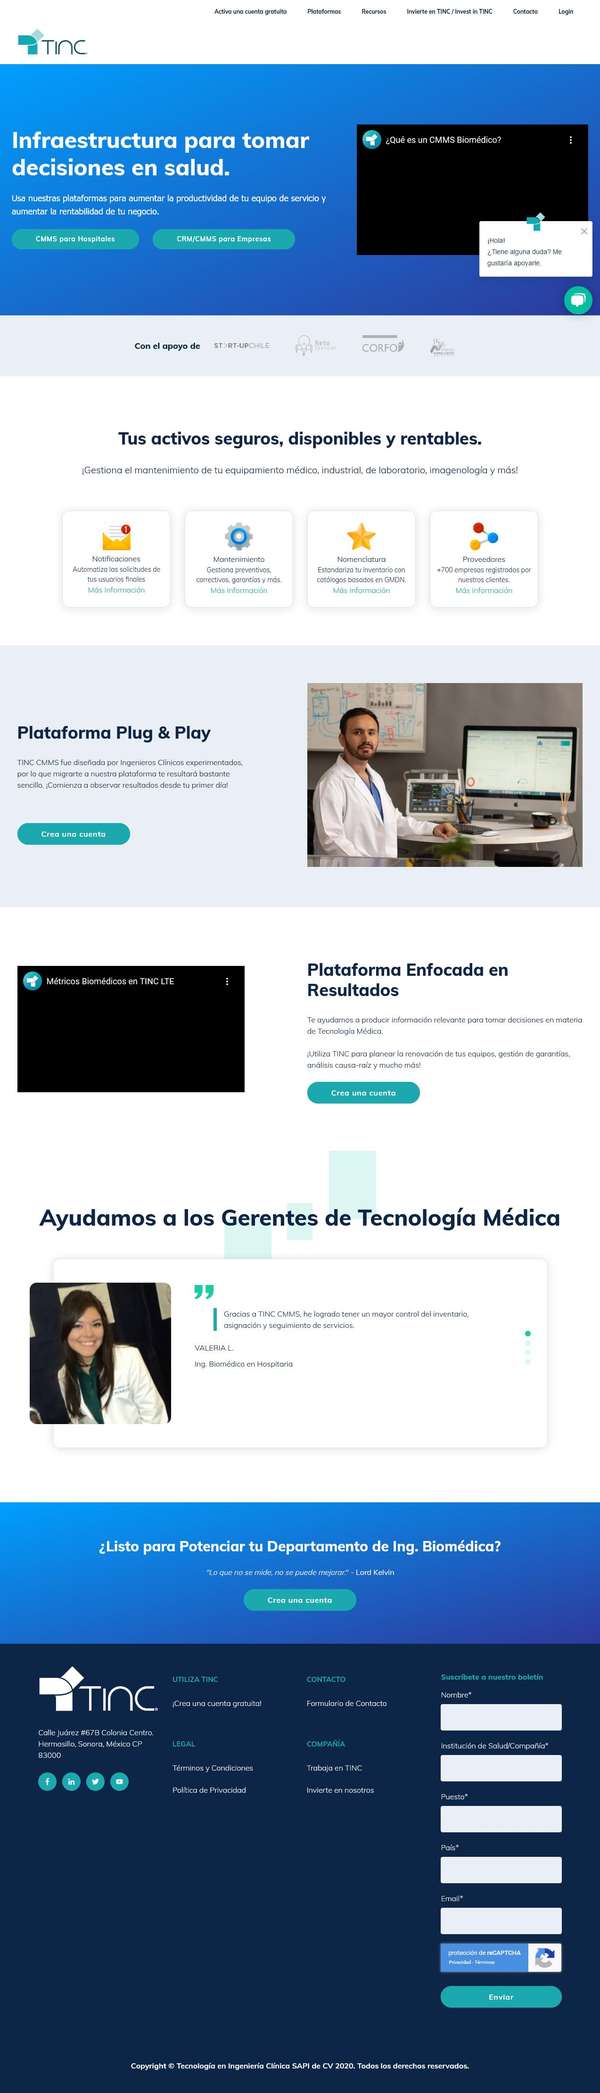 Activa una cuenta gratuita Plataformas Recursos Invierte en TINC / Invest in TINC Contacto Login
TINC
Infraestructura para tomar
decisiones en salud.
Usa nuestras plataformas para aumentar la productividad de tu equipo de servicio y
aumentar la rentabilidad de tu negocio.
CMMS para Hospitales
CRM/CMMS para Empresas
¿Qué es un CMMS Biomédico?
¡Hola!
¿Tiene alguna duda? Me
gustaría apoyarle.
Con el apoyo de
ST RT-UPCHILE
CORFO
Tus activos seguros, disponibles y rentables.
¡Gestiona el mantenimiento de tu equipamiento médico, industrial, de laboratorio, imagenología y más!
Notificaciones
Automatiza las solicitudes de
tus usuarios finales
Más Información
Mantenimiento
Gestiona preventivos,
correctivos, garantías y más.
Más Información
Nomenclatura
Estandariza tu inventario con
catálogos basados en GMDN.
Más Información
Proveedores
+700 empresas registradas por
nuestros clientes.
Más Información
Plataforma Plug & Play
TINC CMMS fue diseñada por Ingenieros Clínicos experimentados,
por lo que migrarte a nuestra plataforma te resultará bastante
sencillo. ¡Comienza a observar resultados desde tu primer día!
Crea una cuenta
Métricos Biomédicos en TINC LTE
Plataforma Enfocada en
Resultados
Te ayudamos a producir información relevante para tomar decisiones en materia
de Tecnología Médica.
¡Utiliza TINC para planear la renovación de tus equipos, gestión de garantías,
análisis causa-raíz y mucho más!
Crea una cuenta
Ayudamos a los Gerentes de Tecnología Médica
Gracias a TINC CMMS, he logrado tener un mayor control del inventario,
asignación y seguimiento de servicios.
VALERIA L.
Ing. Biomédico en Hospitaria
¿Listo para Potenciar tu Departamento de Ing. Biomédica?
"Lo que no se mide, no se puede mejorar." - Lord Kelvin
Crea una cuenta
TINC
Calle Juárez #67B Colonia Centro.
Hermosillo, Sonora, México CP
83000
UTILIZA TINC
¡Crea una cuenta gratuita!
CONTACTO
Formulario de Contacto
LEGAL
Términos y Condiciones
Política de Privacidad
COMPAÑÍA
Trabaja en TINC
Invierte en nosotros
Suscríbete a nuestro boletín
Nombre*
Institución de Salud/Compañía*
Puesto*
País*
Email*
protección de reCAPTCHA
Privacidad - Términos
Enviar
Copyright © Tecnología en Ingeniería Clínica SAPI de CV 2020. Todos los derechos reservados.